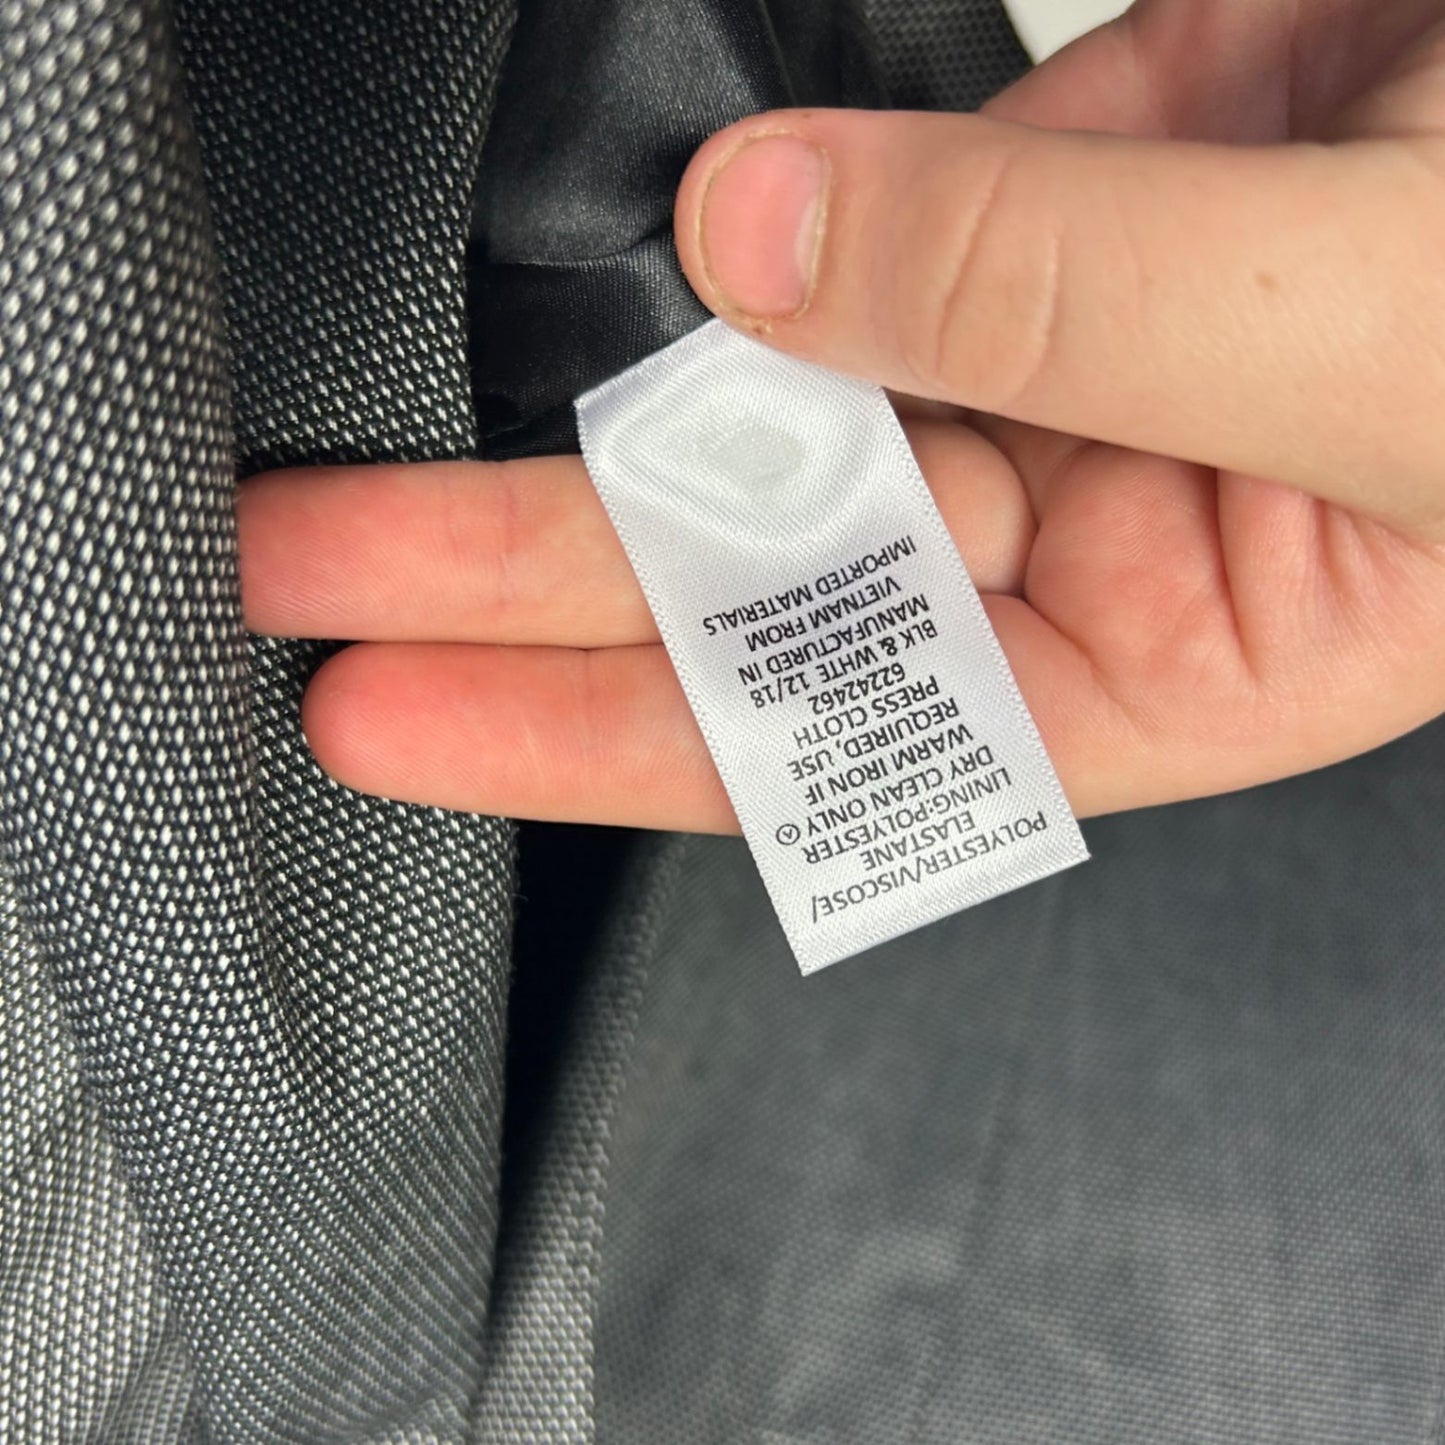 POLYESTER/VISCOSE/
ELASTANE
LINING:POLYESTER
DRY CLEAN ONLY Ⓐ
WARM IRON IF
REQUIRED, USE
PRESS CLOTH
62242462
BLK & WHTE 12/18
MANUFACTURED IN
VIETNAM FROM
IMPORTED MATERIALS